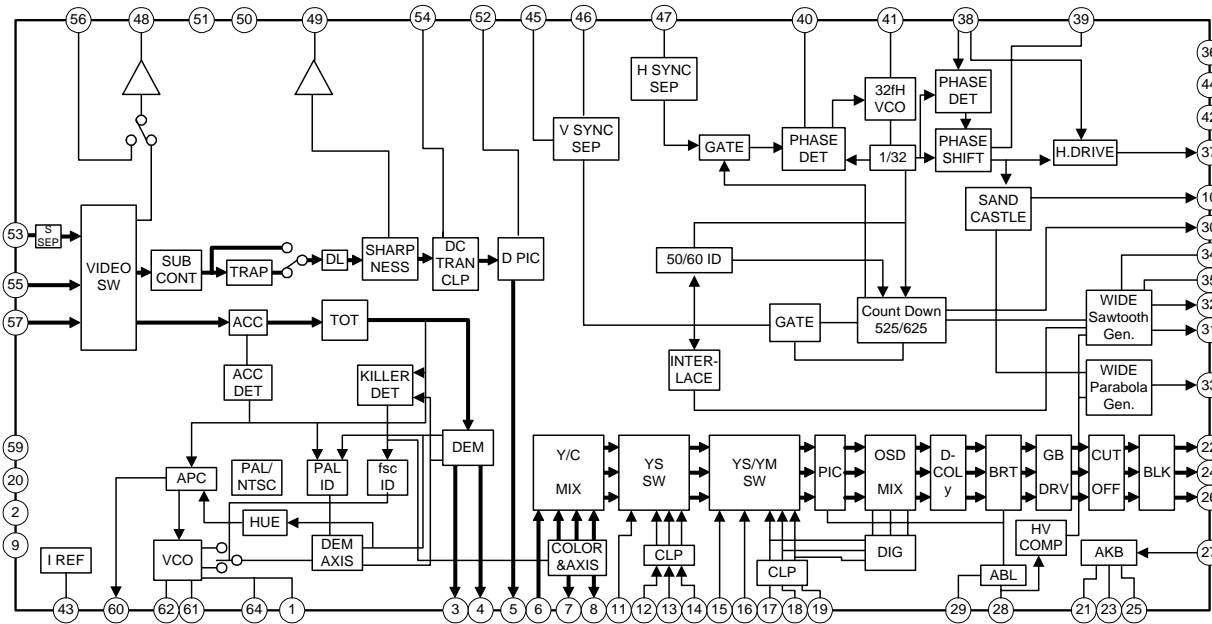 56 48 51 50 49 54 52 45 46 47 40 41 38 39
36
44
42
37
10
30
34
35
32
31
33
22
24
26
27
53
55
57
59
20
2
9
H SYNC
SEP
V SYNC
SEP
GATE
PHASE
DET
32fH
VCO
1/32
PHASE
DET
PHASE
SHIFT
H.DRIVE
SAND
CASTLE
S
SEP
VIDEO
SW
SUB
CONT
TRAP
DL
SHARP
NESS
DC
TRAN
CLP
D PIC
50/60 ID
GATE
Count Down
525/625
INTER-
LACE
WIDE
Sawtooth
Gen.
WIDE
Parabola
Gen.
ACC
TOT
ACC
DET
KILLER
DET
DEM
APC
PAL/
NTSC
PAL
ID
fsc
ID
HUE
VCO
DEM
AXIS
I REF
Y/C
MIX
YS
SW
YS/YM
SW
PIC
OSD
MIX
D-
COL
y
BRT
GB
DRV
CUT
OFF
BLK
COLOR
&AXIS
CLP
CLP
DIG
HV
COMP
ABL
AKB
43 60 62 61 64 1 3 4 5 6 7 8 11 12 13 14 15 16 17 18 19 29 28 21 23 25